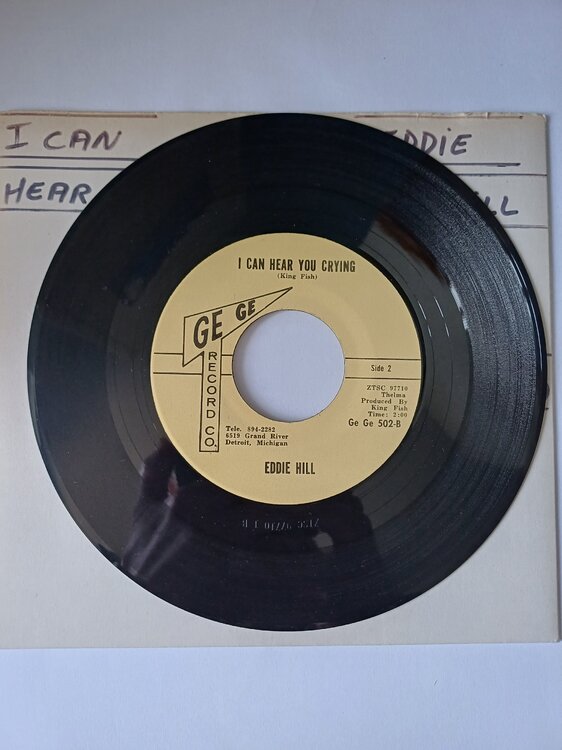 I CAN
EDDIE
HEAR
I CAN HEAR YOU CRYING
(King Fish)
GE GE
RECORD CO.
Side 2
ZTSC 97710
Thelma
Produced By
King Fish
Time: 2:00
Ge Ge 502-B
Tele. 894-2282
6519 Grand River
Detroit, Michigan
EDDIE HILL